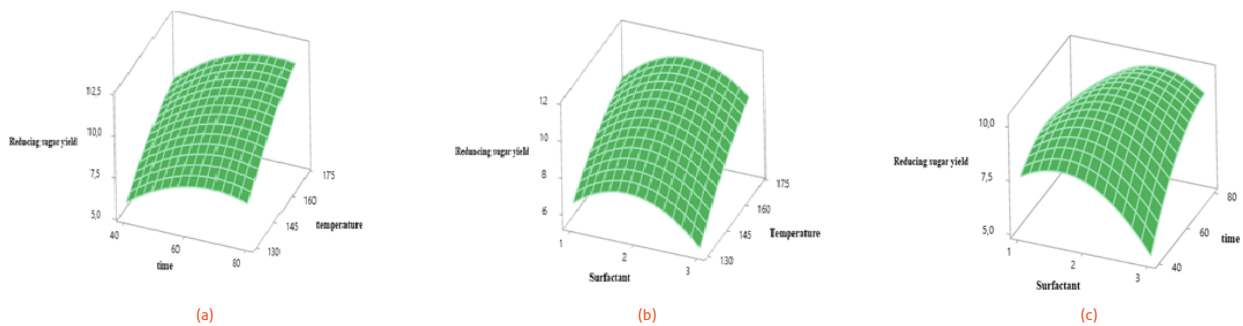 12,5
Reducing sugar yield
10,0
7,5
5,0
40
60
80
time
130
145
160
175
temperature
(a)
12
10
Reducing sugar yield
8
6
1
2
3
Surfactant
130
145
160
175
Temperature
(b)
10,0
Reducing sugar yield
7,5
5,0
1
2
3
Surfactant
40
60
80
time
(c)